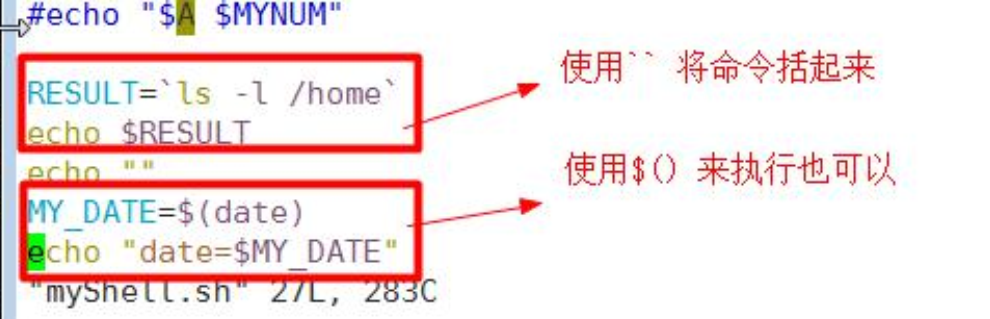 #echo "$A $MYNUM"
使用`` 将命令括起来
RESULT=`ls -l /home`
echo $RESULT
echo ""
使用$() 来执行也可以
MY_DATE=$(date)
echo "date=$MY_DATE"
"myShell.sh" 27L, 283C